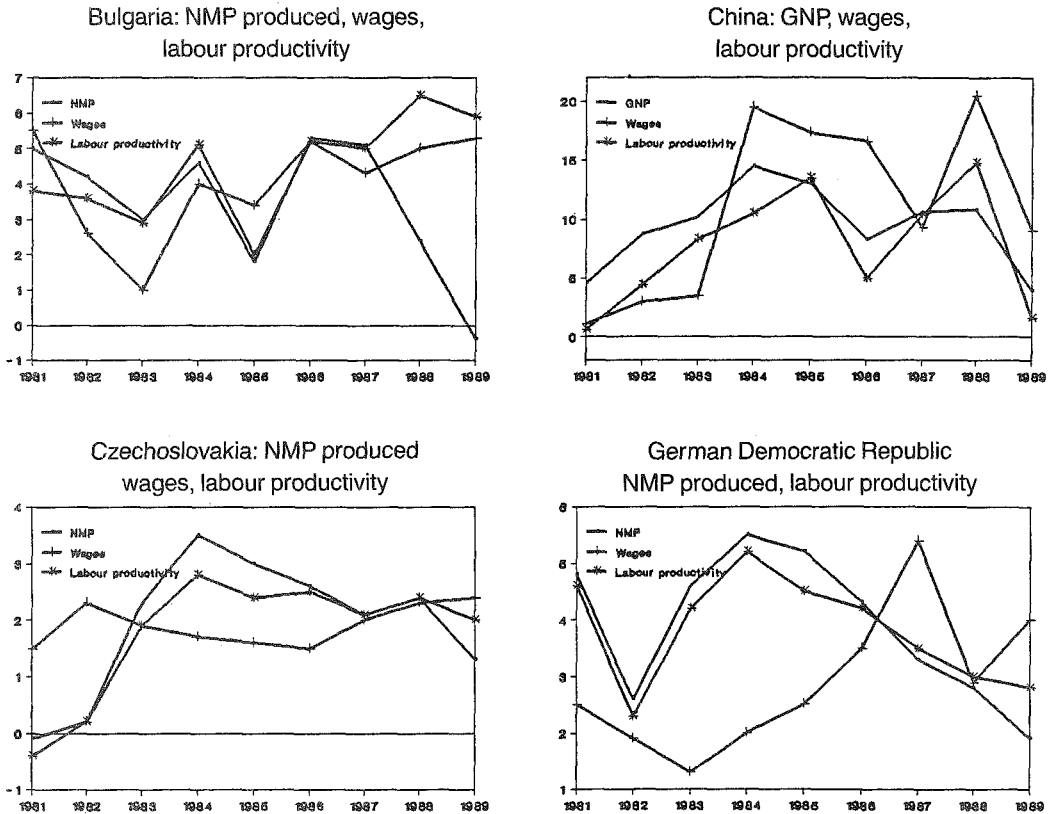 Bulgaria: NMP produced, wages,
labour productivity
7
6
5
4
3
2
1
0
-1
NMP
Wages
Labour productivity
1981 1982 1983 1984 1985 1986 1987 1988 1989
China: GNP, wages,
labour productivity
20
15
10
5
0
GNP
Wages
Labour productivity
1981 1982 1983 1984 1985 1986 1987 1988 1989
Czechoslovakia: NMP produced
wages, labour productivity
4
3
2
1
0
-1
NMP
Wages
Labour productivity
1981 1982 1983 1984 1985 1986 1987 1988 1989
German Democratic Republic
NMP produced, labour productivity
6
5
4
3
2
1
NMP
Wages
Labour productivity
1981 1982 1983 1984 1985 1986 1987 1988 1989